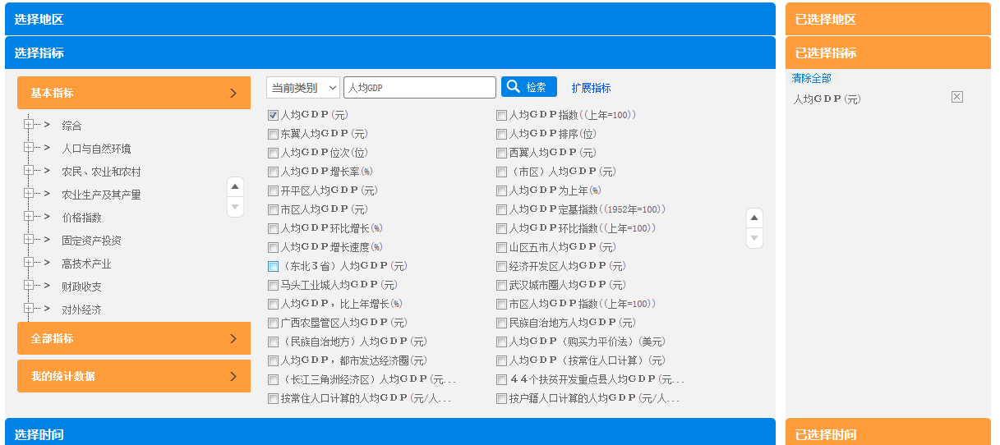 选择地区
已选择地区
选择指标
已选择指标
基本指标
综合
人口与自然环境
农民、农业和农村
农业生产及其产量
价格指数
固定资产投资
高技术产业
财政收支
对外经济
全部指标
我的统计数据
当前类别 人均GDP 检索 扩展指标
人均GDP(元) 人均GDP指数((上年=100))
东翼人均GDP(元) 人均GDP排序(位)
人均GDP位次(位) 西翼人均GDP(元)
人均GDP增长率(%) (市区)人均GDP(元)
开平区人均GDP(元) 人均GDP为上年(%)
市区人均GDP(元) 人均GDP定基指数((1952年=100))
人均GDP环比增长(%) 人均GDP环比指数((上年=100))
人均GDP增长速度(%) 山区五市人均GDP(元)
(东北3省)人均GDP(元) 经济开发区人均GDP(元)
马头工业城人均GDP(元) 武汉城市圈人均GDP(元)
人均GDP,比上年增长(%) 市区人均GDP指数((上年=100))
广西农垦管区人均GDP(元) 民族自治地方人均GDP(元)
(民族自治地方)人均GDP(元) 人均GDP(购买力平价法)(美元)
人均GDP,都市发达经济圈(元) 人均GDP(按常住人口计算)(元)
(长江三角洲经济区)人均GDP(元... 44个扶贫开发重点县人均GDP(元...
按常住人口计算的人均GDP(元/人... 按户籍人口计算的人均GDP(元/人...
清除全部
人均GDP(元)
选择时间
已选择时间